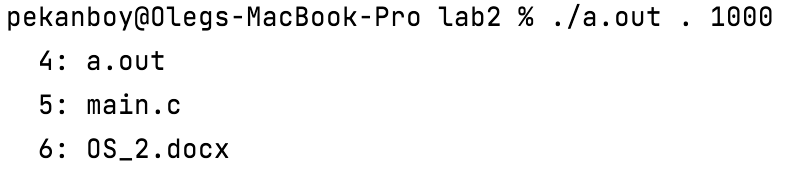 pekanboy@Olegs-MacBook-Pro lab2 % ./a.out . 1000
4: a.out
5: main.c
6: OS_2.docx